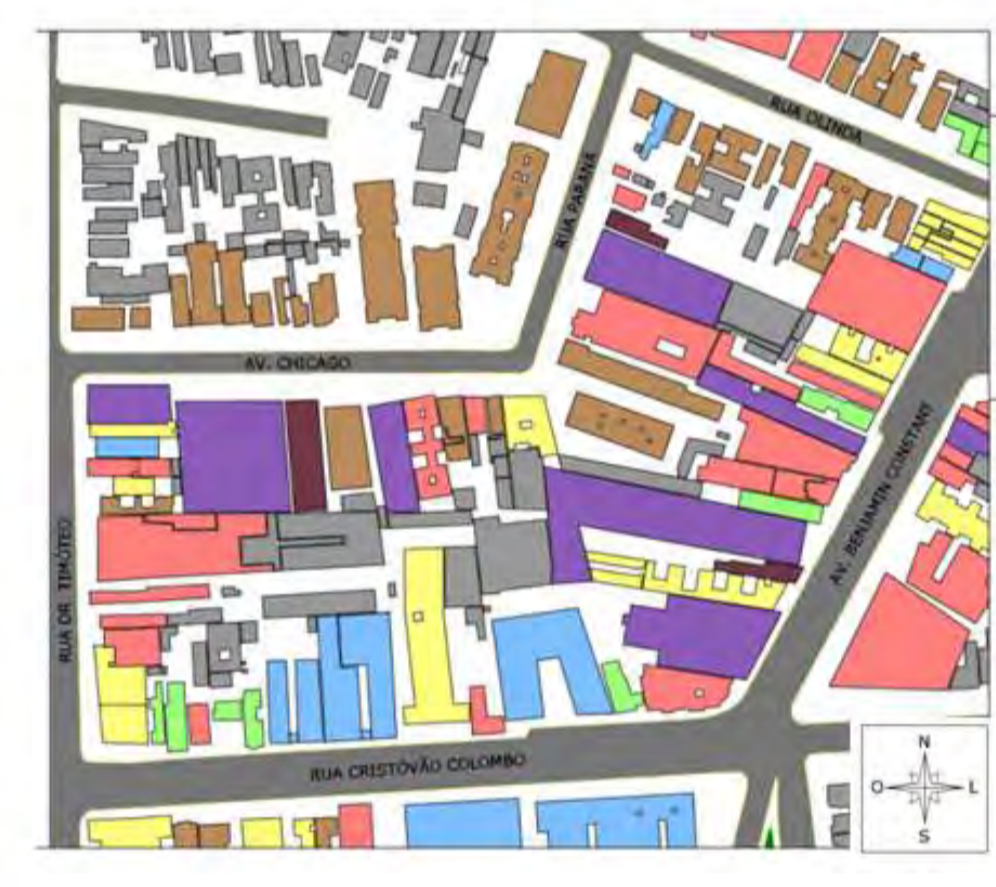 RUA OLINDA
RUA PARANÁ
AV. CHICAGO
AV. BENJAMIN CONSTANT
RUA DR TIMÓTEO
RUA CRISTÓVÃO COLOMBO
N
O L
S